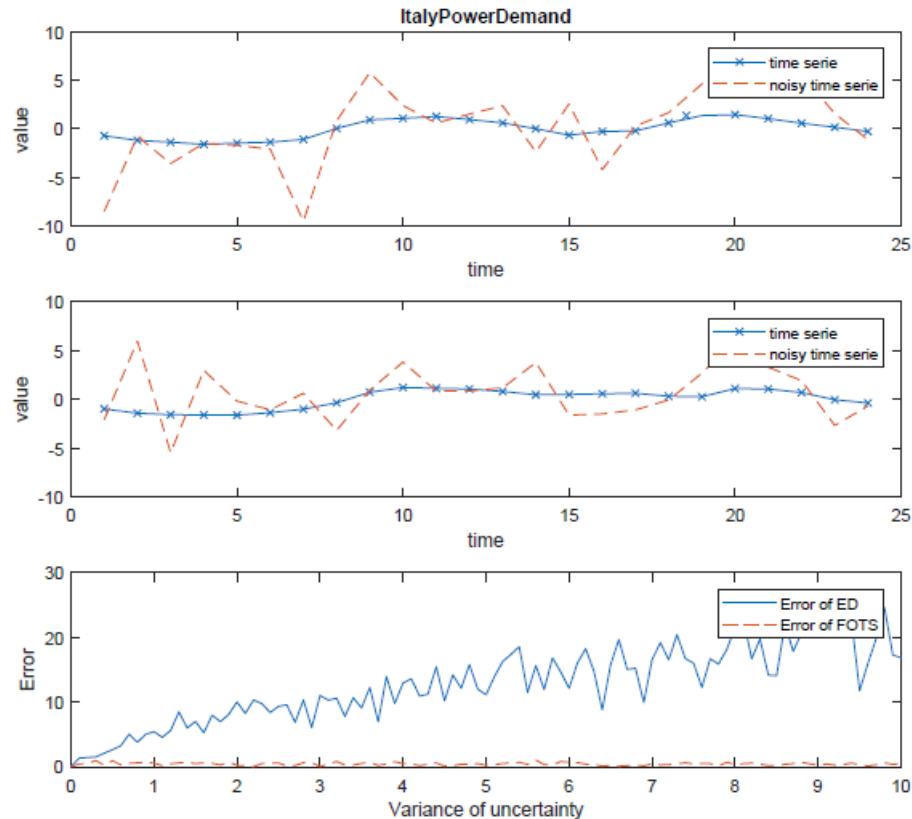 ItalyPowerDemand
10
5
0
-5
-10
value
time serie
noisy time serie
0 5 10 15 20 25
time
10
5
0
-5
-10
value
time serie
noisy time serie
0 5 10 15 20 25
time
30
20
10
0
Error
Error of ED
Error of FOTS
0 1 2 3 4 5 6 7 8 9 10
Variance of uncertainty